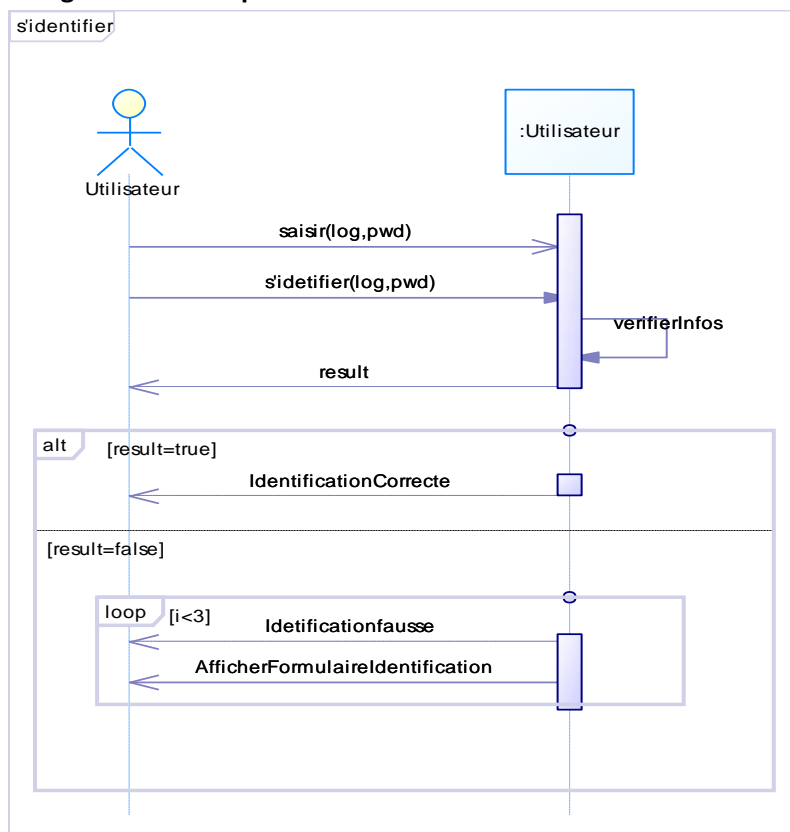 s'identifier
:Utilisateur
Utilisateur
saisir(log,pwd)
s'idetifier(log,pwd)
verifierInfos
result
alt
[result=true]
IdentificationCorrecte
[result=false]
loop
[i<3]
Idetificationfausse
AfficherFormulaireIdentification